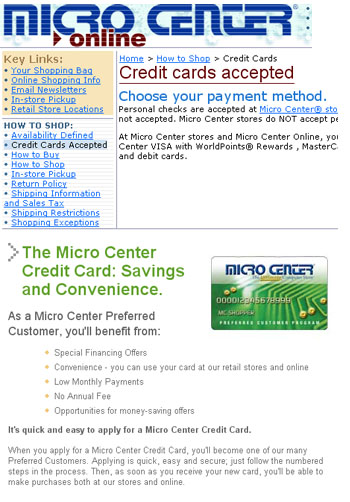 MICRO CENTER®
online
Key Links:
• Your Shopping Bag
• Online Shopping Info
• Email Newsletters
• In-store Pickup
• Retail Store Locations
HOW TO SHOP:
• Availability Defined
• Credit Cards Accepted
• How to Buy
• How to Shop
• In-store Pickup
• Return Policy
• Shipping Information
and Sales Tax
• Shipping Restrictions
• Shopping Exceptions
Home > How to Shop > Credit Cards
Credit cards accepted
Choose your payment method.
Personal checks are accepted at Micro Center® sto
not accepted. Micro Center stores do NOT accept pe
At Micro Center stores and Micro Center Online, yo
Center VISA with WorldPoints® Rewards , MasterCa
and debit cards.
The Micro Center
Credit Card: Savings
and Convenience.
MICRO CENTER
MC SHOPPER
PREFERRED CUSTOMER PROGRAM
As a Micro Center Preferred
Customer, you'll benefit from:
Special Financing Offers
Convenience - you can use your card at our retail stores and online
Low Monthly Payments
No Annual Fee
Opportunities for money-saving offers
It's quick and easy to apply for a Micro Center Credit Card.
When you apply for a Micro Center Credit Card, you'll become one of our many
Preferred Customers. Applying is quick, easy and secure; just follow the numbered
steps in the process. Then, as soon as you receive your new card, you'll be able to
make purchases both at our stores and online.